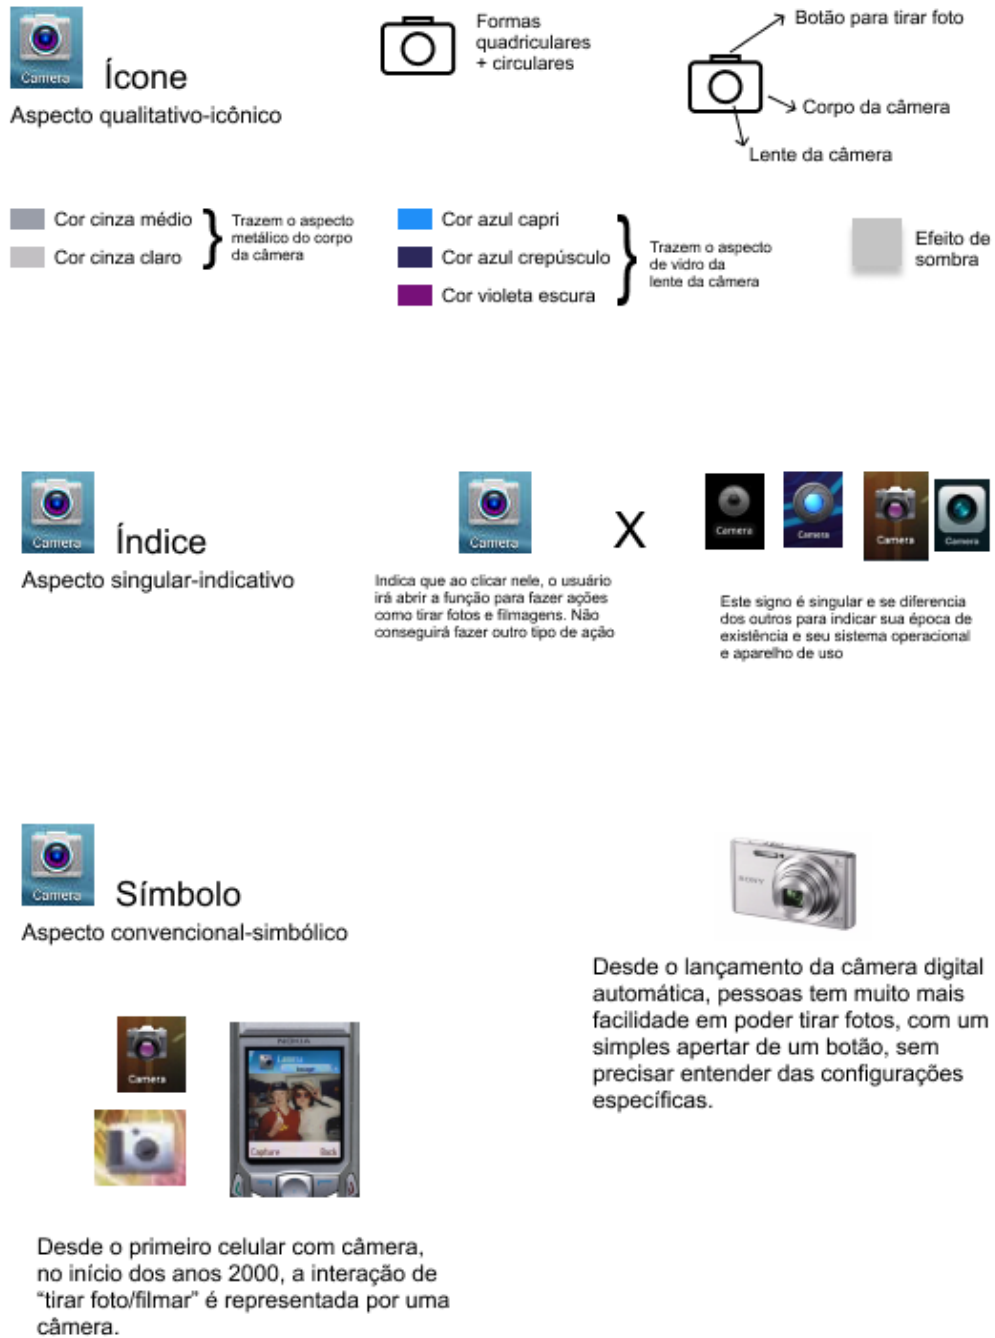 Camera
Ícone
Aspecto qualitativo-icônico
Formas
quadriculares
+ circulares
Botão para tirar foto
Corpo da câmera
Lente da câmera
Cor cinza médio
Cor cinza claro
Trazem o aspecto
metálico do corpo
da câmera
Cor azul capri
Cor azul crepúsculo
Cor violeta escura
Trazem o aspecto
de vidro da
lente da câmera
Efeito de
sombra
Camera
Índice
Aspecto singular-indicativo
Camera
X
Camera
Camera
Camera
Camera
Indica que ao clicar nele, o usuário
irá abrir a função para fazer ações
como tirar fotos e filmagens. Não
conseguirá fazer outro tipo de ação
Este signo é singular e se diferencia
dos outros para indicar sua época de
existência e seu sistema operacional
e aparelho de uso
Camera
Símbolo
Aspecto convencional-simbólico
SONY
Desde o lançamento da câmera digital
automática, pessoas tem muito mais
facilidade em poder tirar fotos, com um
simples apertar de um botão, sem
precisar entender das configurações
específicas.
Camera
NOKIA
Camera
Image
Capture Back
Desde o primeiro celular com câmera,
no início dos anos 2000, a interação de
“tirar foto/filmar” é representada por uma
câmera.